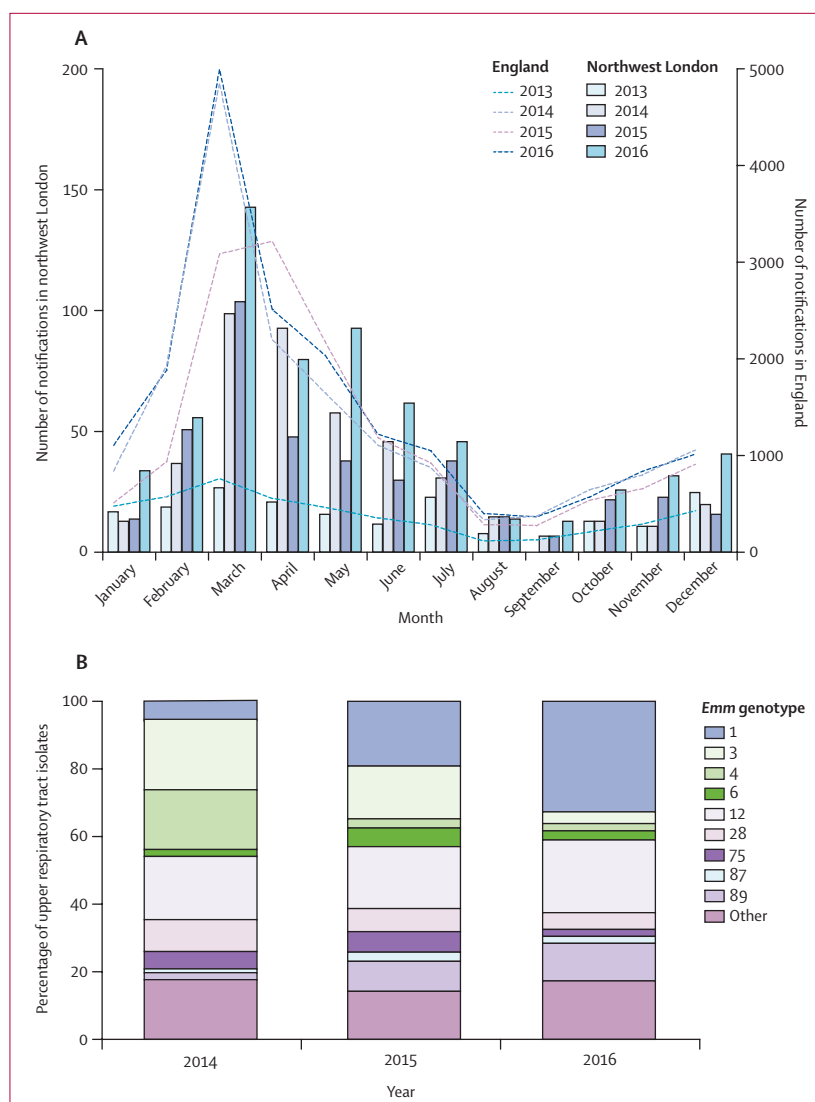 A
England
2013
2014
2015
2016
Northwest London
2013
2014
2015
2016
Number of notifications in northwest London
200
150
100
50
0
Number of notifications in England
5000
4000
3000
2000
1000
0
January
February
March
April
May
June
July
August
September
October
November
December
Month
B
Percentage of upper respiratory tract isolates
100
80
60
40
20
0
2014
2015
2016
Year
Emm genotype
1
3
4
6
12
28
75
87
89
Other